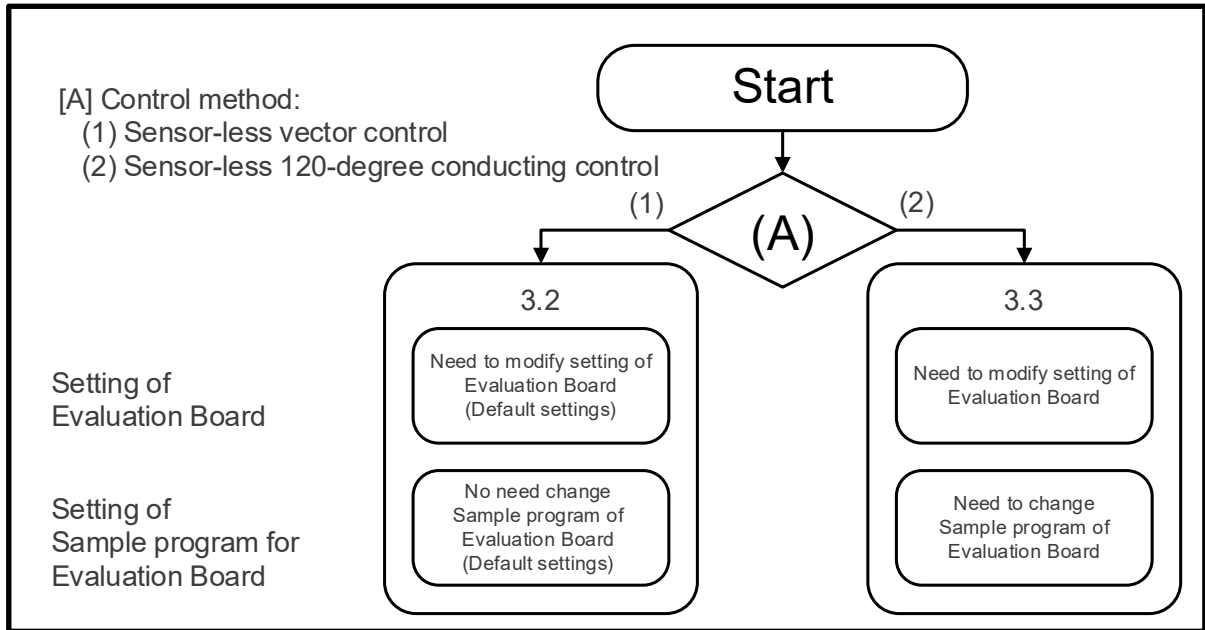 Start
[A] Control method:
(1) Sensor-less vector control
(2) Sensor-less 120-degree conducting control
(1)
(A)
(2)
3.2
3.3
Setting of
Evaluation Board
Need to modify setting of
Evaluation Board
(Default settings)
Need to modify setting of
Evaluation Board
Setting of
Sample program for
Evaluation Board
No need change
Sample program of
Evaluation Board
(Default settings)
Need to change
Sample program of
Evaluation Board